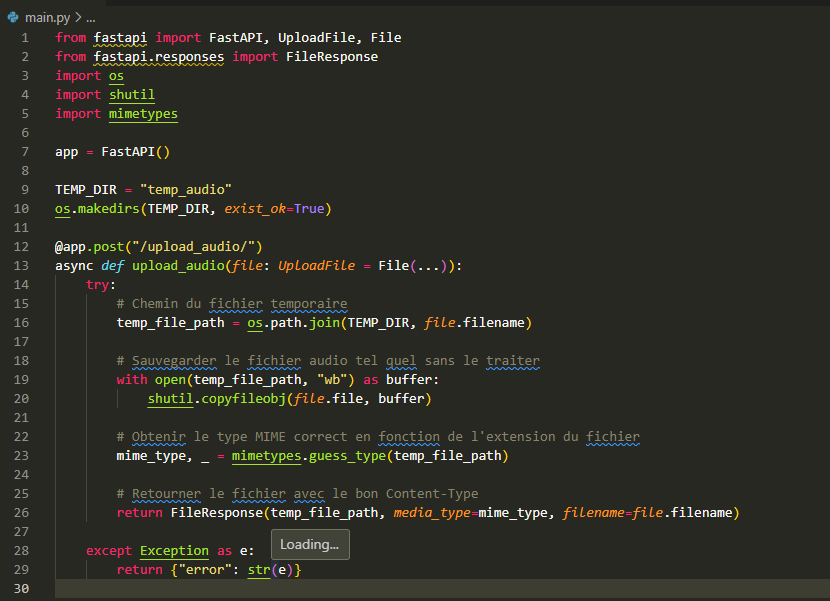 main.py > ...
1 from fastapi import FastAPI, UploadFile, File
2 from fastapi.responses import FileResponse
3 import os
4 import shutil
5 import mimetypes
6
7 app = FastAPI()
8
9 TEMP_DIR = "temp_audio"
10 os.makedirs(TEMP_DIR, exist_ok=True)
11
12 @app.post("/upload_audio/")
13 async def upload_audio(file: UploadFile = File(...)):
14     try:
15         # Chemin du fichier temporaire
16         temp_file_path = os.path.join(TEMP_DIR, file.filename)
17
18         # Sauvegarder le fichier audio tel quel sans le traiter
19         with open(temp_file_path, "wb") as buffer:
20             shutil.copyfileobj(file.file, buffer)
21
22         # Obtenir le type MIME correct en fonction de l'extension du fichier
23         mime_type, _ = mimetypes.guess_type(temp_file_path)
24
25         # Retourner le fichier avec le bon Content-Type
26         return FileResponse(temp_file_path, media_type=mime_type, filename=file.filename)
27
28     except Exception as e:
Loading...
29         return {"error": str(e)}
30